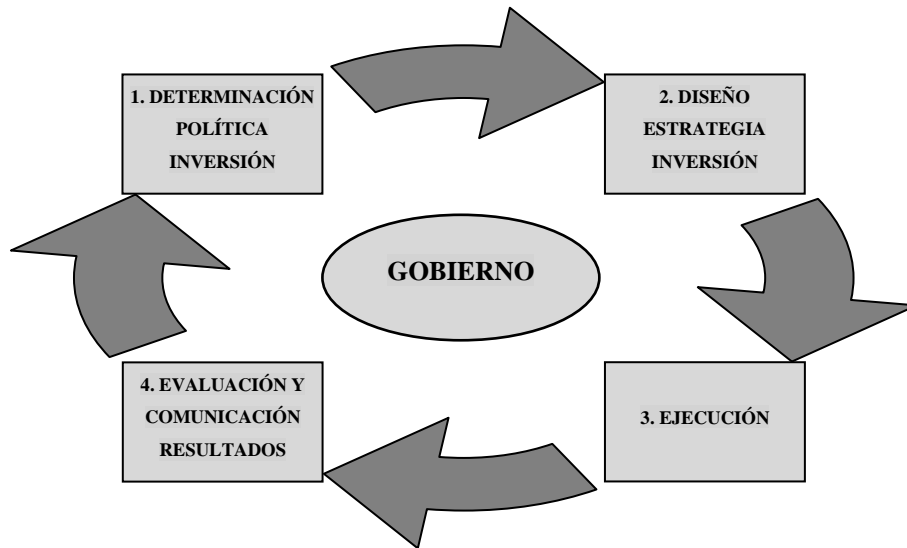 1. DETERMINACIÓN
POLÍTICA
INVERSIÓN
2. DISEÑO
ESTRATEGIA
INVERSIÓN
GOBIERNO
4. EVALUACIÓN Y
COMUNICACIÓN
RESULTADOS
3. EJECUCIÓN